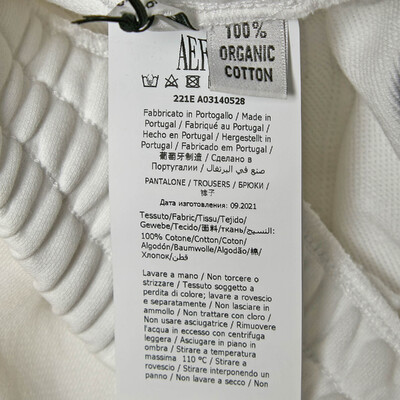 100%
ORGANIC
COTTON
221E A03140528
Fabbricato in Portogallo / Made in
Portugal / Fabriqué au Portugal /
Hecho en Portugal / Hergestellt in
Portugal / Fabricado em Portugal /
葡萄牙制造 / Сделано в
Португалии / صنع في البرتغال
PANTALONE / TROUSERS / БРЮКИ /
裤子
Дата изготовления: 09.2021
Tessuto/Fabric/Tissu/Tejido/
Gewebe/Tecido/面料/ткань/النسيج:
100% Cotone/Cotton/Coton/
Algodón/Baumwolle/Algodão/棉/
Хлопок/قطن
Lavare a mano / Non torcere o
strizzare / Tessuto soggetto a
perdita di colore; lavare a rovescio
e separatamente / Non lasciare in
ammollo / Non trattare con cloro /
Non usare asciugatrice / Rimuovere
l'acqua in eccesso con centrifuga
leggera / Asciugare in piano in
ombra / Stirare a temperatura
massima 110 °C / Stirare a
rovescio / Stirare interponendo un
panno / Non lavare a secco / Non